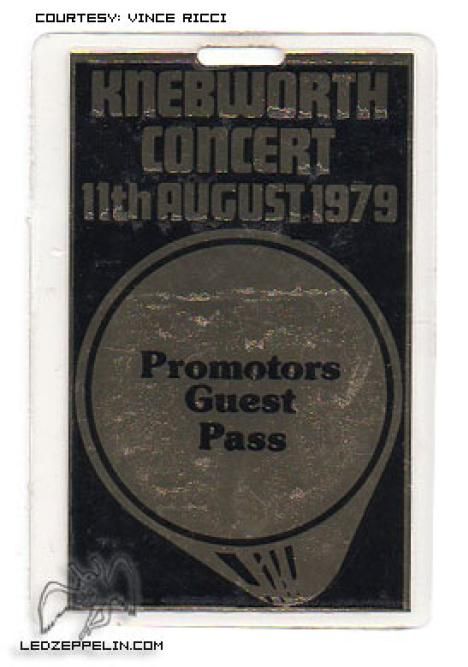 COURTESY: VINCE RICCI
KNEBWORTH
CONCERT
11th AUGUST 1979
Promotors
Guest
Pass
LEDZEPPELIN.COM